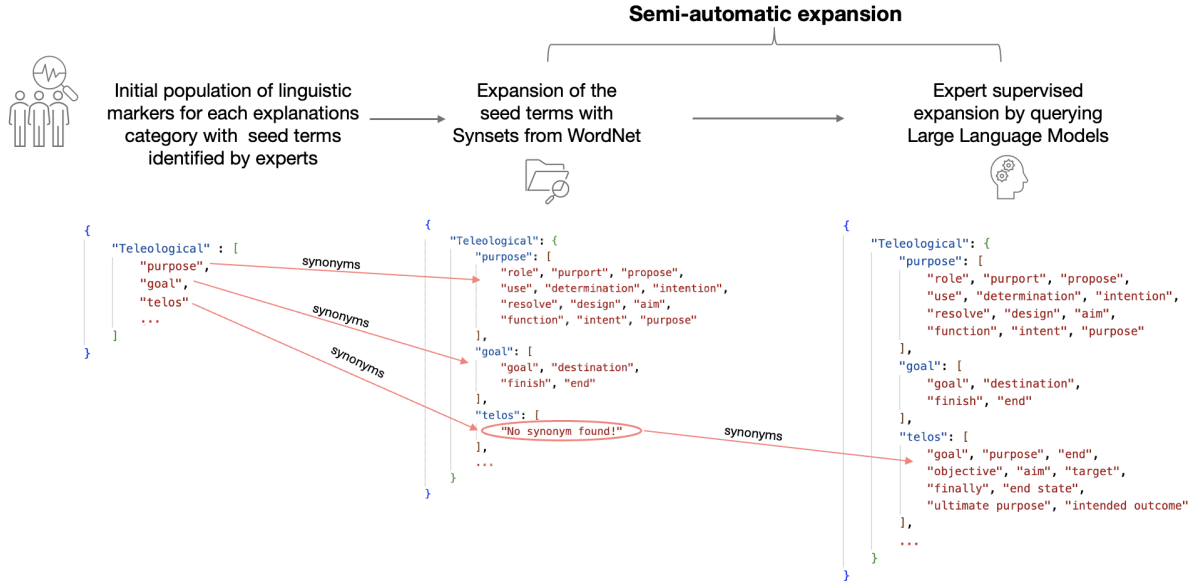 Semi-automatic expansion
Initial population of linguistic
markers for each explanations
category with seed terms
identified by experts
Expansion of the
seed terms with
Synsets from WordNet
Expert supervised
expansion by querying
Large Language Models
{
"Teleological" : [
"purpose",
"goal",
"telos"
...
]
}
synonyms
synonyms
synonyms
{
"Teleological": {
"purpose": [
"role", "purport", "propose",
"use", "determination", "intention",
"resolve", "design", "aim",
"function", "intent", "purpose"
],
"goal": [
"goal", "destination",
"finish", "end"
],
"telos": [
"No synonym found!"
],
...
}
}
synonyms
{
"Teleological": {
"purpose": [
"role", "purport", "propose",
"use", "determination", "intention",
"resolve", "design", "aim",
"function", "intent", "purpose"
],
"goal": [
"goal", "destination",
"finish", "end"
],
"telos": [
"goal", "purpose", "end",
"objective", "aim", "target",
"finally", "end state",
"ultimate purpose", "intended outcome"
],
...
}
}